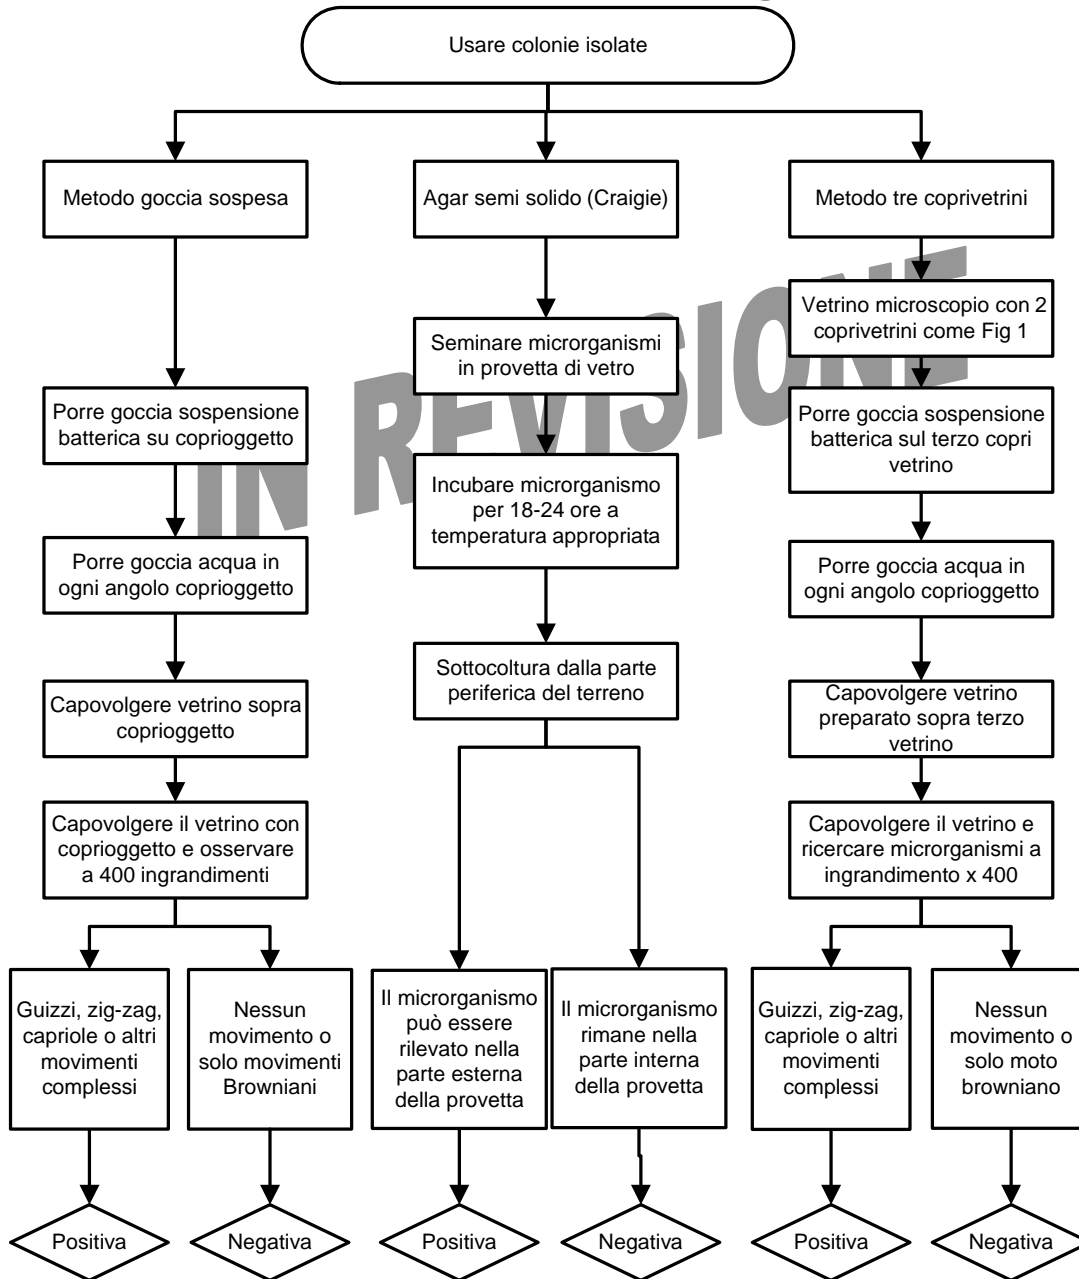 Usare colonie isolate
Metodo goccia sospesa
Porre goccia sospensione
batterica su coprioggetto
Porre goccia acqua in
ogni angolo coprioggetto
Capovolgere vetrino sopra
coprioggetto
Capovolgere il vetrino con
coprioggetto e osservare
a 400 ingrandimenti
Guizzi, zig-zag,
capriole o altri
movimenti
complessi
Positiva
Nessun
movimento o
solo movimenti
Browniani
Negativa
Agar semi solido (Craigie)
Seminare microrganismi
in provetta di vetro
Incubare microrganismo
per 18-24 ore a
temperatura appropriata
Sottocoltura dalla parte
periferica del terreno
Il microrganismo
può essere
rilevato nella
parte esterna
della provetta
Positiva
Il microrganismo
rimane nella
parte interna
della provetta
Negativa
Metodo tre coprivetrini
Vetrino microscopio con 2
coprivetrini come Fig 1
Porre goccia sospensione
batterica sul terzo copri
vetrino
Porre goccia acqua in
ogni angolo coprioggetto
Capovolgere vetrino
preparato sopra terzo
vetrino
Capovolgere il vetrino e
ricercare microrganismi a
ingrandimento x 400
Guizzi, zig-zag,
capriole o altri
movimenti
complessi
Positiva
Nessun
movimento o
solo moto
browniano
Negativa
IN REVISIONE